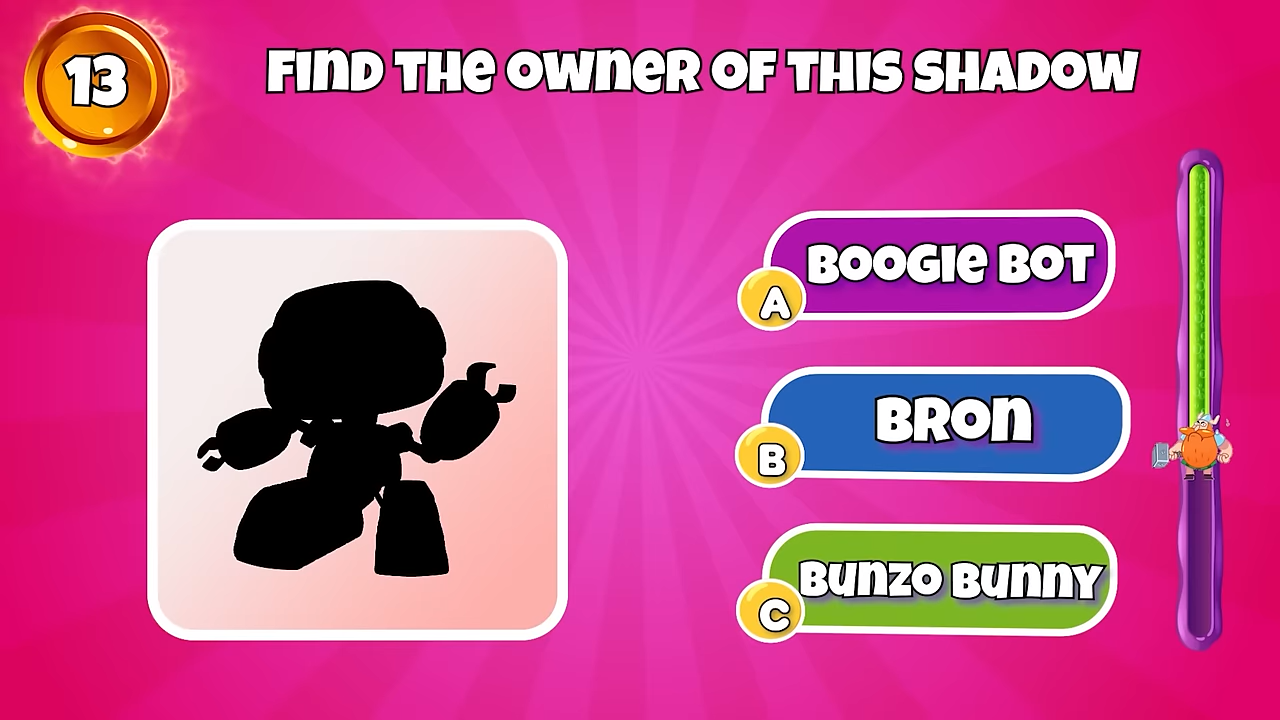 13
FIND THE OWNER OF THIS SHADOW
BOOGIE BOT
A
BRON
B
BUNZO BUNNY
C